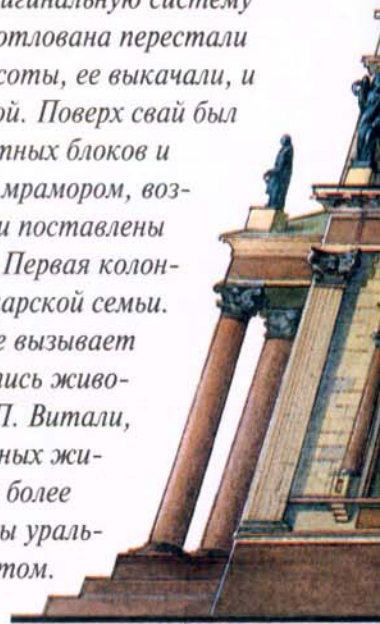 игинальную систему
отлована перестали
соты, ее выкачали, и
ой. Поверх свай был
тных блоков и
мрамором, воз-
и поставлены
Первая колон-
арской семьи.
е вызывает
пись живо-
П. Витали,
ных жи-
более
ы ураль-
том.